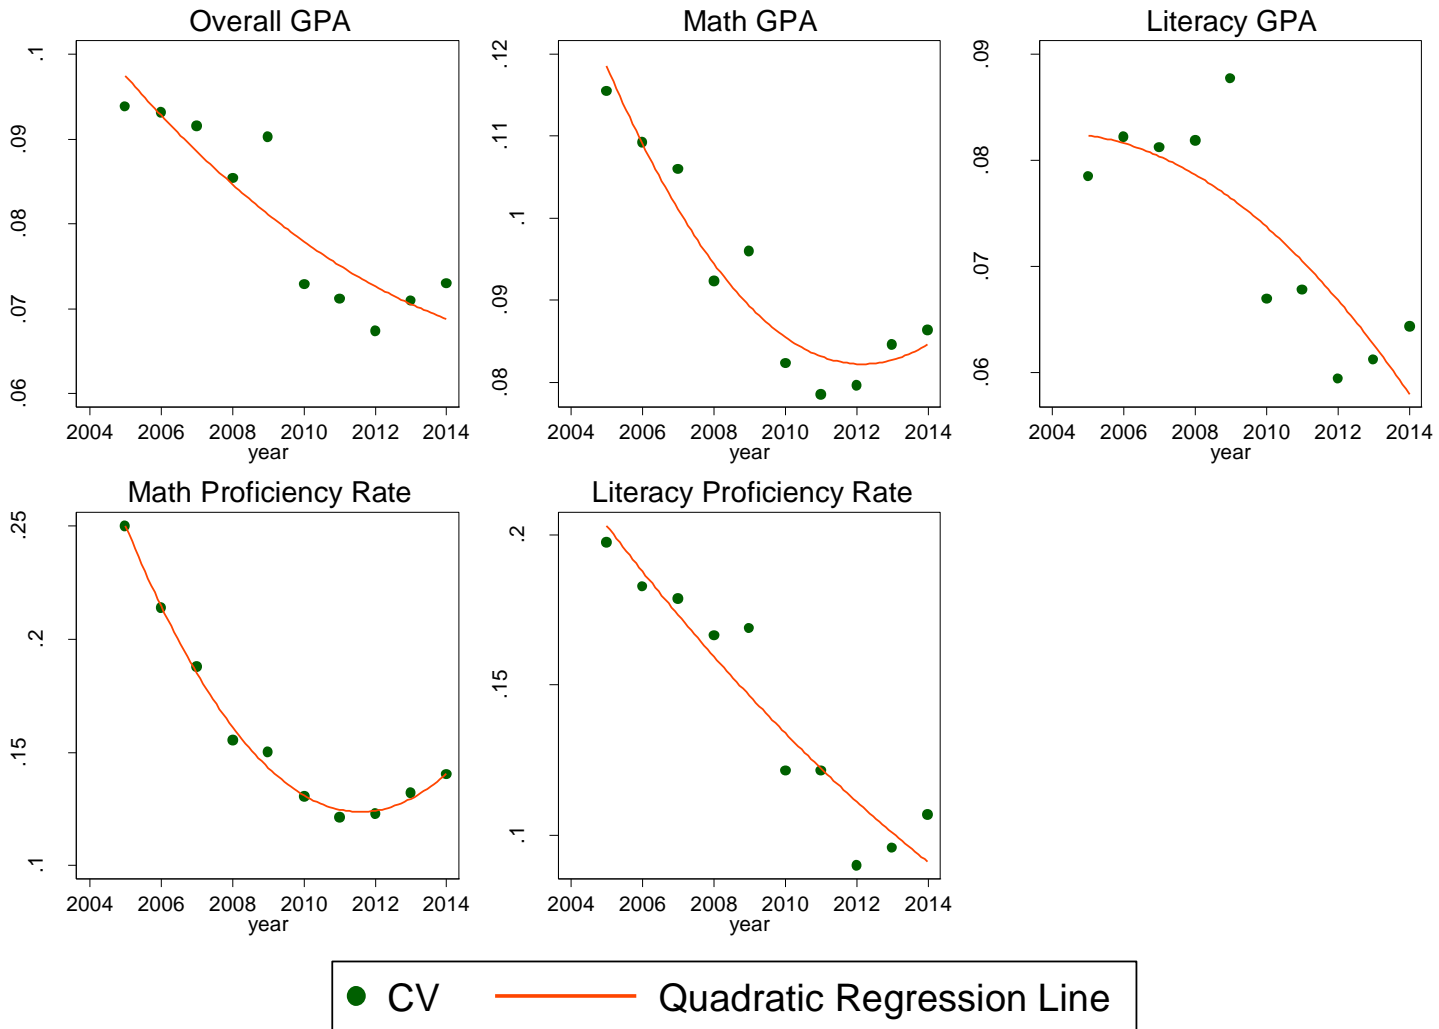 Overall GPA
.1
.09
.08
.07
.06
2004 2006 2008 2010 2012 2014
year
Math GPA
.12
.11
.1
.09
.08
2004 2006 2008 2010 2012 2014
year
Literacy GPA
.09
.08
.07
.06
2004 2006 2008 2010 2012 2014
year
Math Proficiency Rate
.25
.2
.15
.1
2004 2006 2008 2010 2012 2014
year
Literacy Proficiency Rate
.2
.15
.1
2004 2006 2008 2010 2012 2014
year
CV Quadratic Regression Line